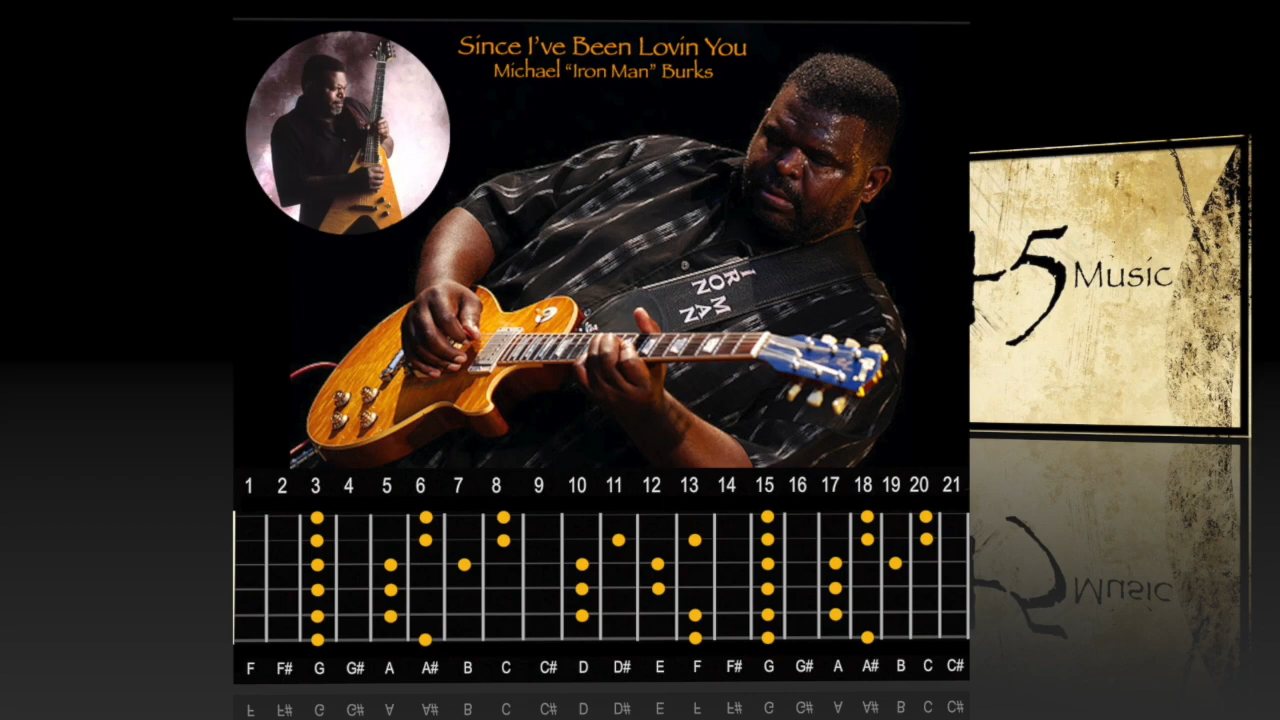 Since I've Been Lovin You
Michael "Iron Man" Burks
IRON MAN
5 Music
1 2 3 4 5 6 7 8 9 10 11 12 13 14 15 16 17 18 19 20 21
F F# G G# A A# B C C# D D# E F F# G G# A A# B C C#